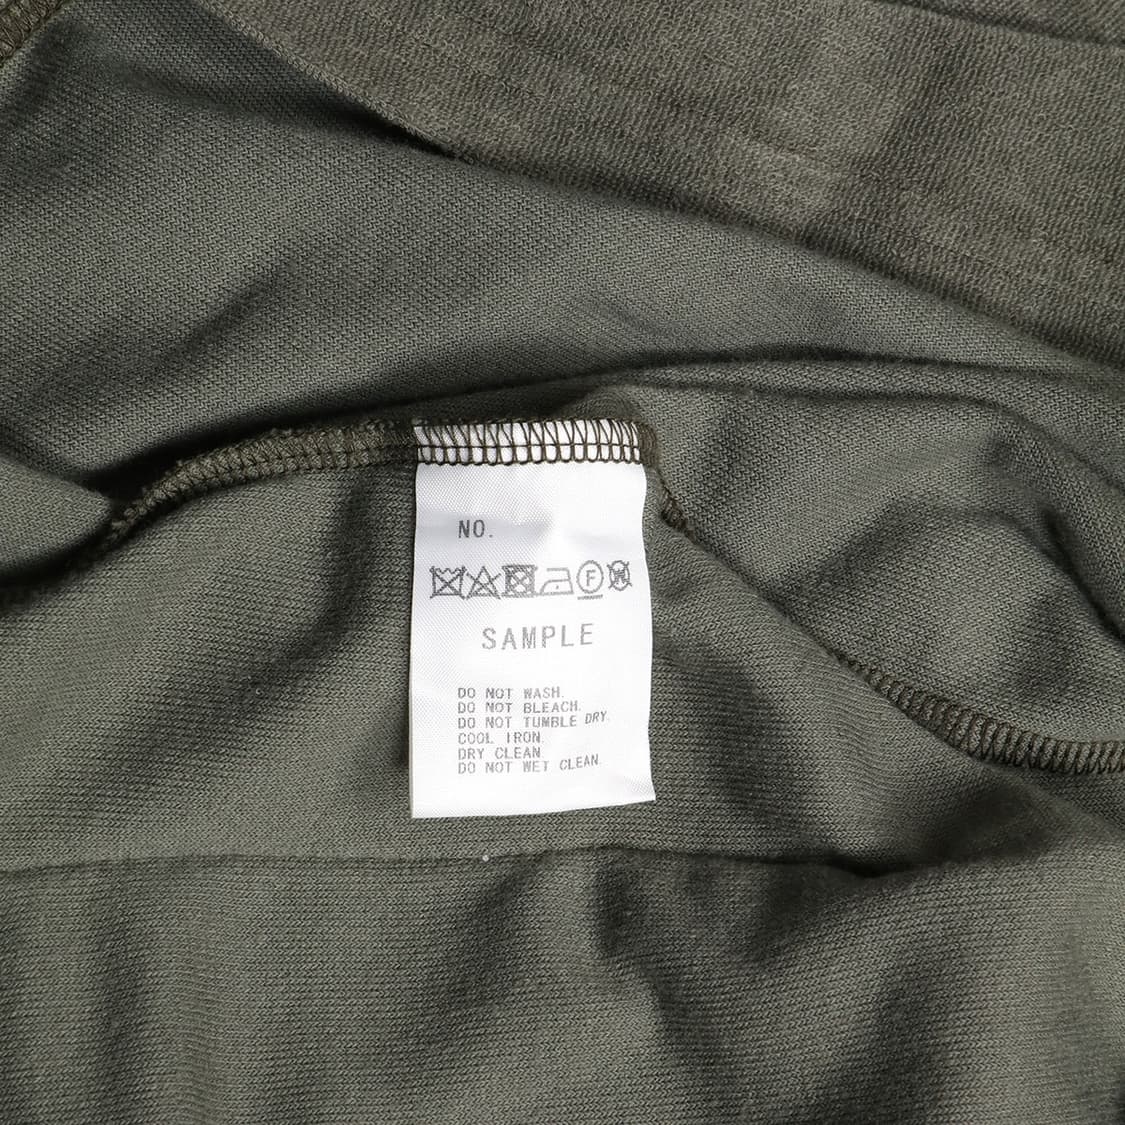 NO.
F W
SAMPLE
DO NOT WASH.
DO NOT BLEACH.
DO NOT TUMBLE DRY.
COOL IRON.
DRY CLEAN.
DO NOT WET CLEAN.